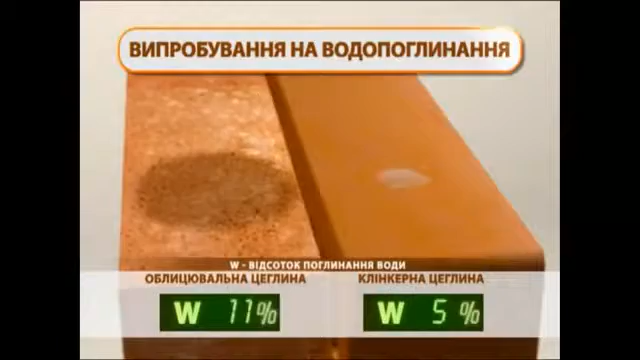 ВИПРОБУВАННЯ НА ВОДОПОГЛИНАННЯ
W - ВІДСОТОК ПОГЛИНАННЯ ВОДИ
ОБЛИЦЮВАЛЬНА ЦЕГЛИНА КЛІНКЕРНА ЦЕГЛИНА
W 11% W 5 %